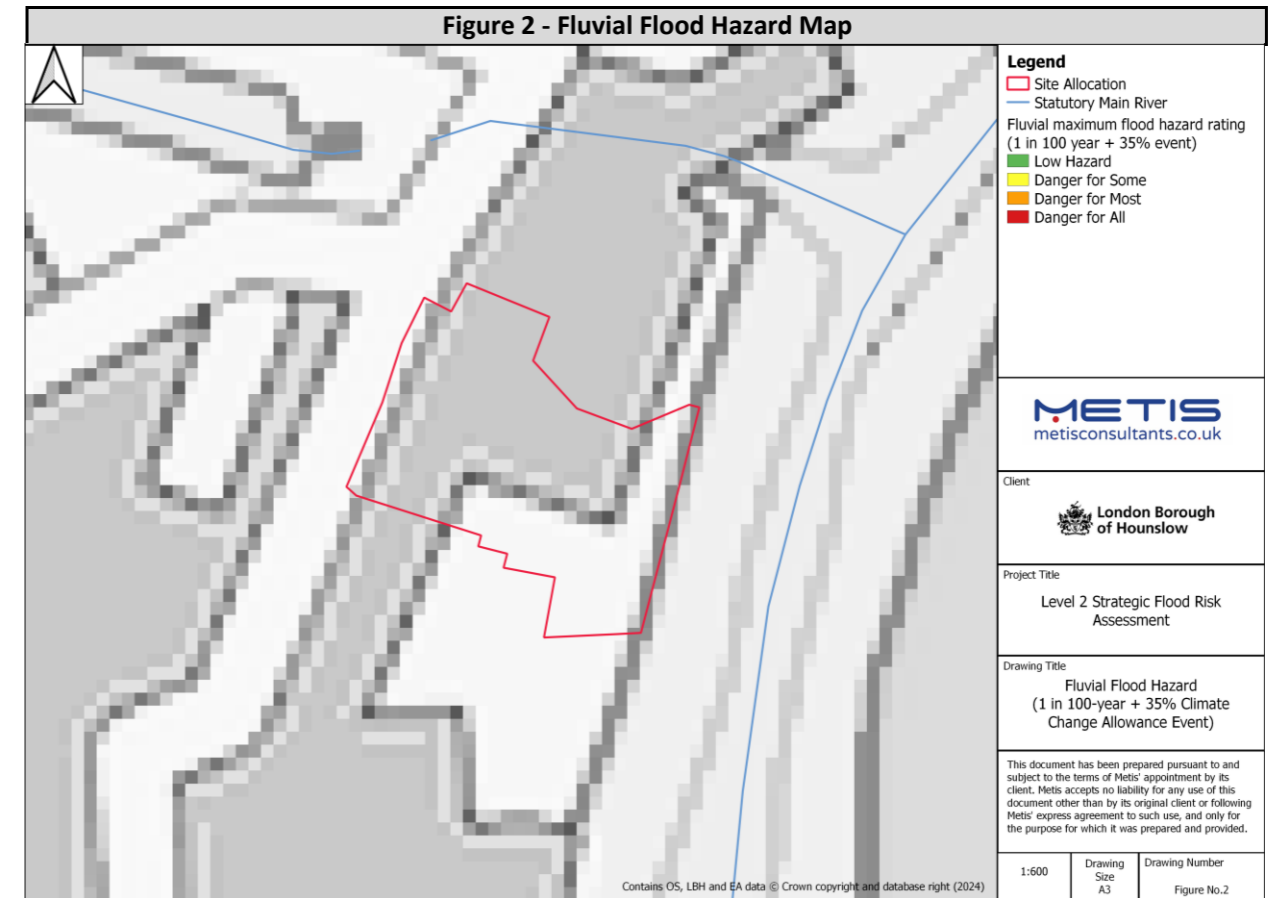 Figure 2 - Fluvial Flood Hazard Map
Legend
Site Allocation
Statutory Main River
Fluvial maximum flood hazard rating
(1 in 100 year + 35% event)
Low Hazard
Danger for Some
Danger for Most
Danger for All
METIS
metisconsultants.co.uk
Client
London Borough
of Hounslow
Project Title
Level 2 Strategic Flood Risk
Assessment
Drawing Title
Fluvial Flood Hazard
(1 in 100-year + 35% Climate
Change Allowance Event)
This document has been prepared pursuant to and
subject to the terms of Metis' appointment by its
client. Metis accepts no liability for any use of this
document other than by its original client or following
Metis' express agreement to such use, and only for
the purpose for which it was prepared and provided.
1:600
Drawing
Size
A3
Drawing Number
Figure No.2
Contains OS, LBH and EA data © Crown copyright and database right (2024)